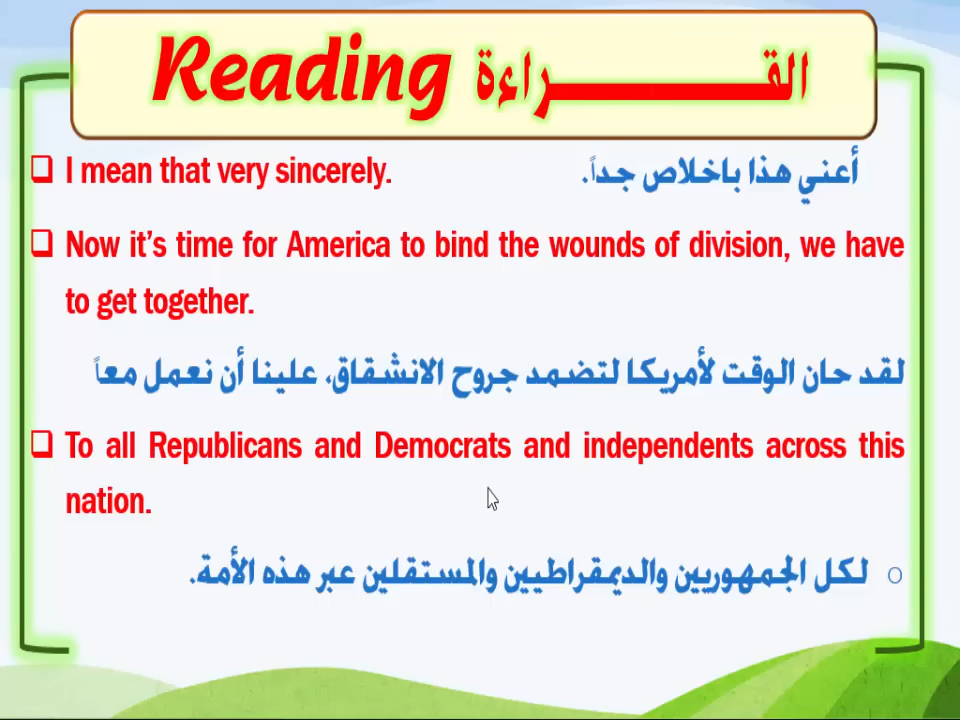 Reading القــــــــراءة
❑ I mean that very sincerely. أعني هذا باخلاص جداً.
❑ Now it’s time for America to bind the wounds of division, we have
to get together.
لقد حان الوقت لأمريكا لتضمد جروح الانشقاق، علينا أن نعمل معاً
❑ To all Republicans and Democrats and independents across this
nation.
○ لكل الجمهوريين والديمقراطيين والمستقلين عبر هذه الأمة.